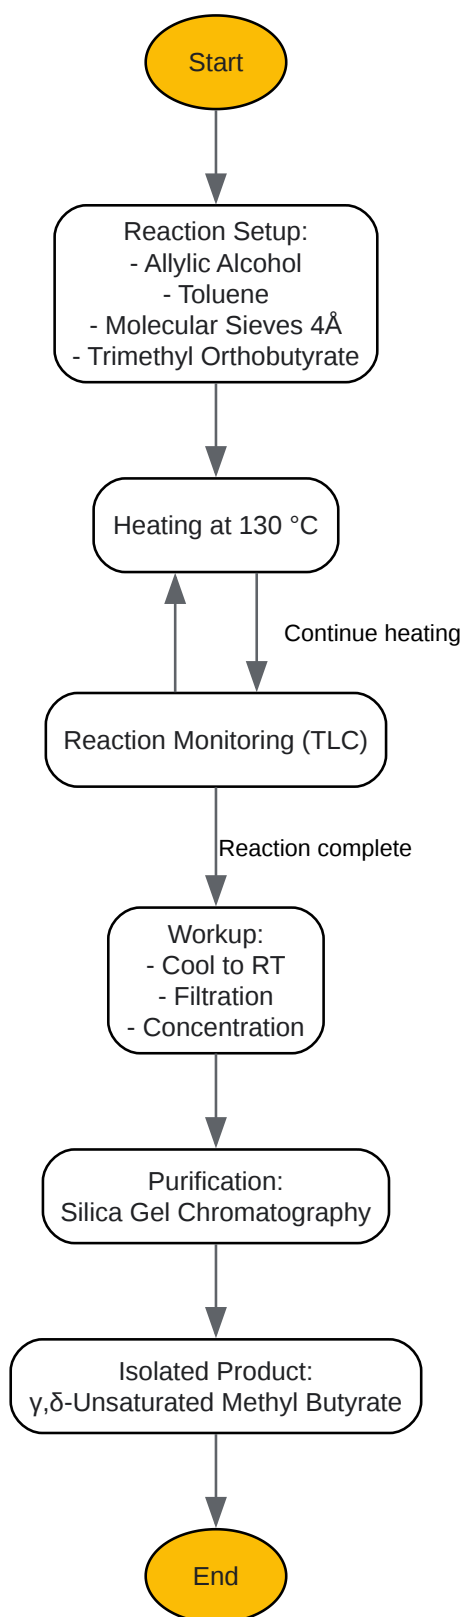 Start
Reaction Setup:
- Allylic Alcohol
- Toluene
- Molecular Sieves 4Å
- Trimethyl Orthobutyrate
Heating at 130 °C
Continue heating
Reaction Monitoring (TLC)
Reaction complete
Workup:
- Cool to RT
- Filtration
- Concentration
Purification:
Silica Gel Chromatography
Isolated Product:
γ,δ-Unsaturated Methyl Butyrate
End